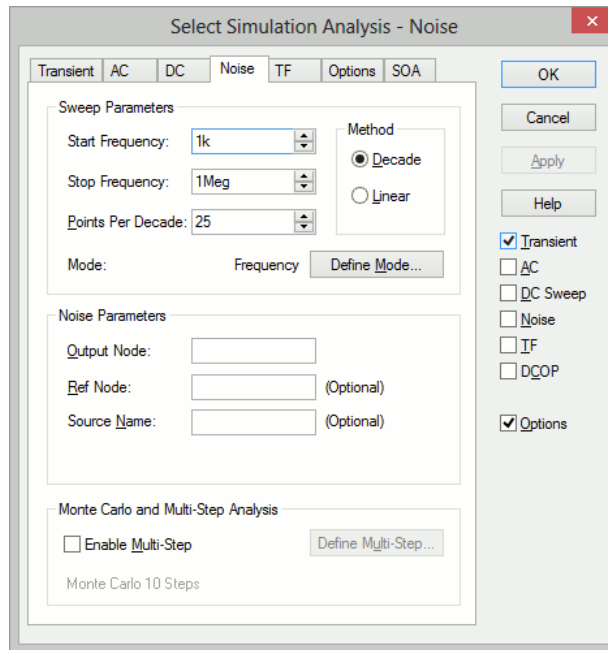 Select Simulation Analysis - Noise
Transient AC DC Noise TF Options SOA
Sweep Parameters
Start Frequency: 1k
Stop Frequency: 1Meg
Points Per Decade: 25
Method
Decade
Linear
Mode: Frequency Define Mode...
Noise Parameters
Output Node:
Ref Node: (Optional)
Source Name: (Optional)
Monte Carlo and Multi-Step Analysis
Enable Multi-Step Define Multi-Step...
Monte Carlo 10 Steps
OK
Cancel
Apply
Help
Transient
AC
DC Sweep
Noise
TF
DCOP
Options